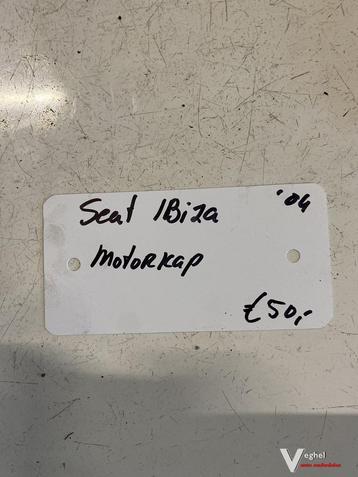 Seat IBiza '04
Motorkap
€50,-
Veghel